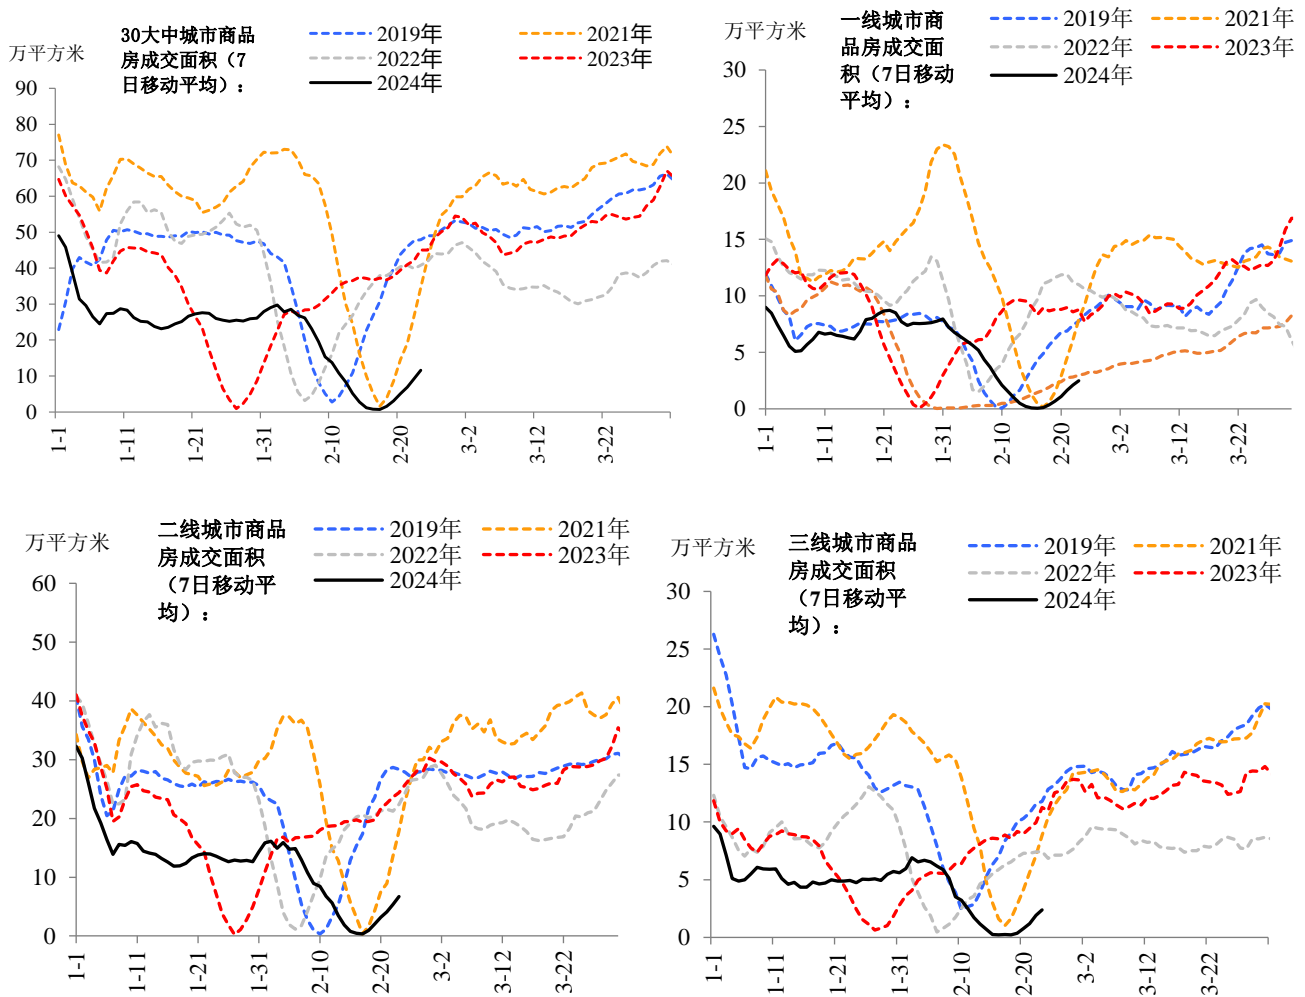 30大中城市商品
房成交面积（7
日移动平均）：
万平方米
2019年
2021年
2022年
2023年
2024年
90
80
70
60
50
40
30
20
10
0
1-1
1-11
1-21
1-31
2-10
2-20
3-2
3-12
3-22
一线城市商
品房成交面
积（7日移动
平均）：
万平方米
2019年
2021年
2022年
2023年
2024年
30
25
20
15
10
5
0
1-1
1-11
1-21
1-31
2-10
2-20
3-2
3-12
3-22
二线城市商品
房成交面积
（7日移动平
均）：
万平方米
2019年
2021年
2022年
2023年
2024年
60
50
40
30
20
10
0
1-1
1-11
1-21
1-31
2-10
2-20
3-2
3-12
3-22
三线城市商品
房成交面积
（7日移动平
均）：
万平方米
2019年
2021年
2022年
2023年
2024年
30
25
20
15
10
5
0
1-1
1-11
1-21
1-31
2-10
2-20
3-2
3-12
3-22